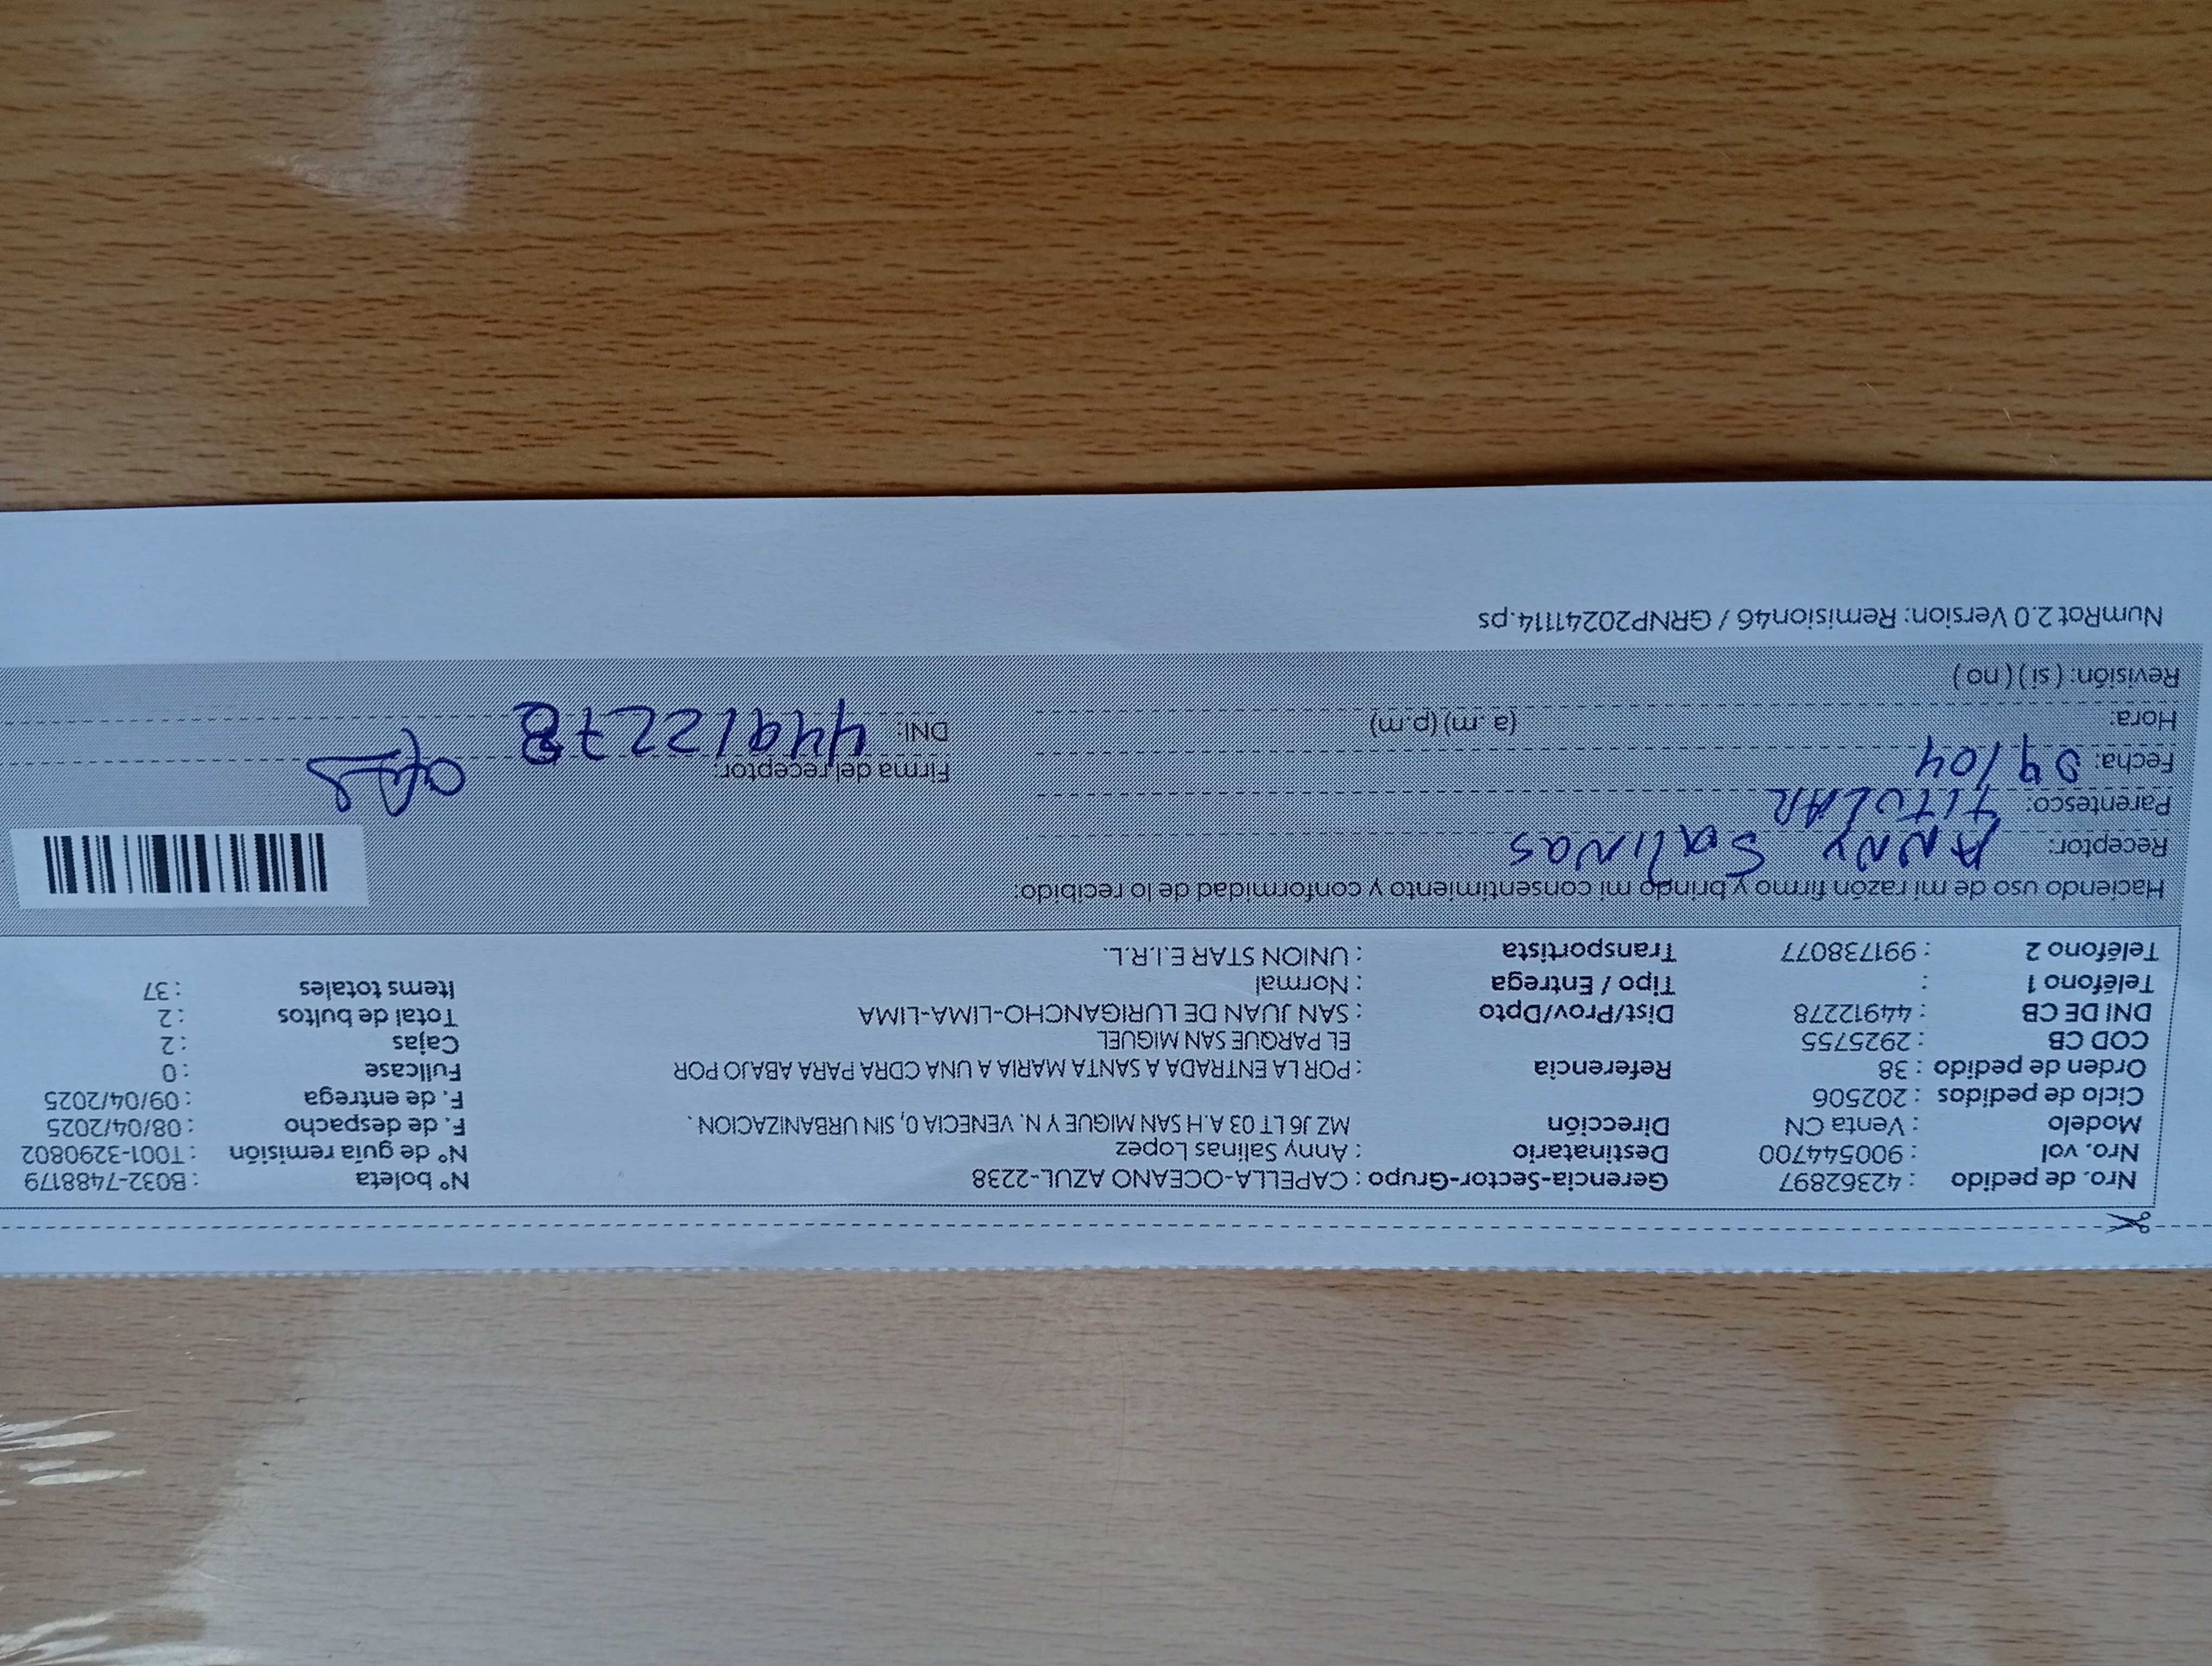 Nro. de pedido : 42362897 Gerencia-Sector-Grupo : CAPELLA-OCEANO AZUL-2238 N° boleta : B032-7488179
Nro. vol : 900544700 Destinatario : Anny Salinas Lopez N° de guía remisión : T001-3290802
Modelo : Venta CN Dirección MZ J6 LT 03 A.H SAN MIGUE Y N. VENECIA 0, SIN URBANIZACION. F. de despacho : 08/04/2025
Ciclo de pedidos : 202506 F. de entrega : 09/04/2025
Orden de pedido : 38 Referencia : POR LA ENTRADA A SANTA MARIA A UNA CDRA PARA ABAJO POR Fullcase : 0
COD CB : 2925755 EL PARQUE SAN MIGUEL Cajas : 2
DNI DE CB : 44912278 Dist/Prov/Dpto : SAN JUAN DE LURIGANCHO-LIMA-LIMA Total de bultos : 2
Teléfono 1 : Tipo / Entrega : Normal Items totales : 37
Teléfono 2 : 991738077 Transportista : UNION STAR E.I.R.L.
Haciendo uso de mi razón firmo y brindo mi consentimiento y conformidad de lo recibido:
Receptor: ANNY Salinas
Parentesco: TITULAR Firma del receptor:
Fecha: 09/04 DNI: 44912278
Hora: (a .m) (p.m)
Revisión: ( si ) ( no )
NumRot 2.0 Version: Remision46 / GRNP20241114.ps